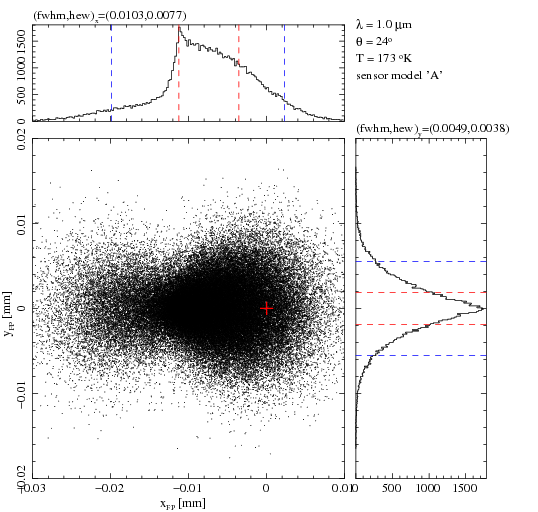 (fwhm,hew)ₓ=(0.0103,0.0077)
λ = 1.0 μm
θ = 24°
T = 173 °K
sensor model 'A'
0 500 1000 1500
(fwhm,hew)ᵧ=(0.0049,0.0038)
0.02
0.01
0
−0.01
−0.02
y_FP [mm]
−0.03 −0.02 −0.01 0 0.01
x_FP [mm]
0 500 1000 1500